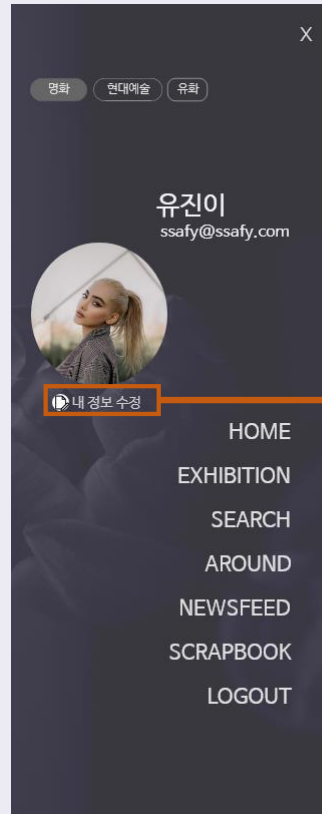 X
명화 현대예술 유화
유진이
ssafy@ssafy.com
내 정보 수정
HOME
EXHIBITION
SEARCH
AROUND
NEWSFEED
SCRAPBOOK
LOGOUT